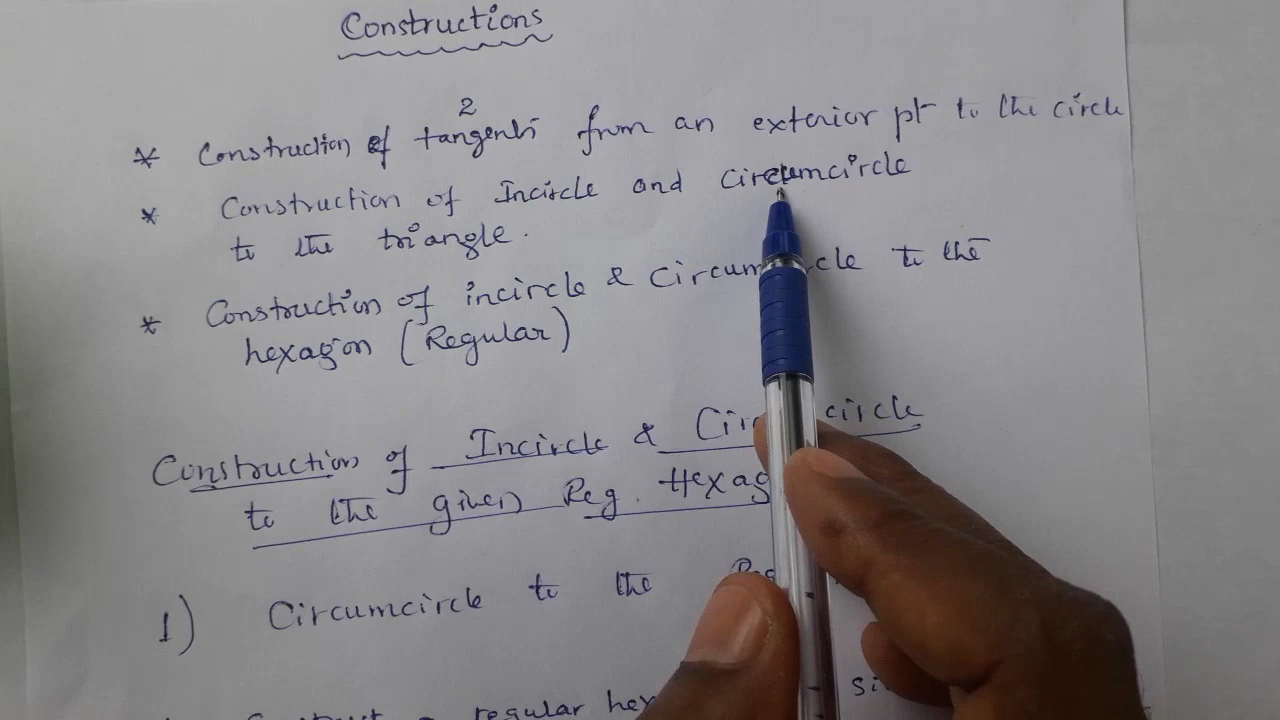 Constructions
2
* Construction of tangents from an exterior pt to the circle
* Construction of Incircle and circumcircle
to the triangle.
* Construction of incircle & Circum rcle to the
hexagon (Regular)
Construction of Incircle & Cir circle
to the given Reg. Hexag
1) Circumcircle to the
regular hex